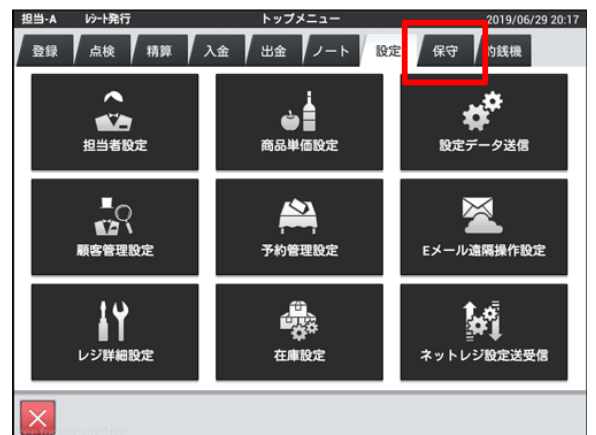 担当-A ﾚｼｰﾄ発行 トップメニュー 2019/06/29 20:17
登録 点検 精算 入金 出金 ノート 設定 保守 釣銭機
担当者設定 商品単価設定 設定データ送信
顧客管理設定 予約管理設定 Eメール遠隔操作設定
レジ詳細設定 在庫設定 ネットレジ設定送受信